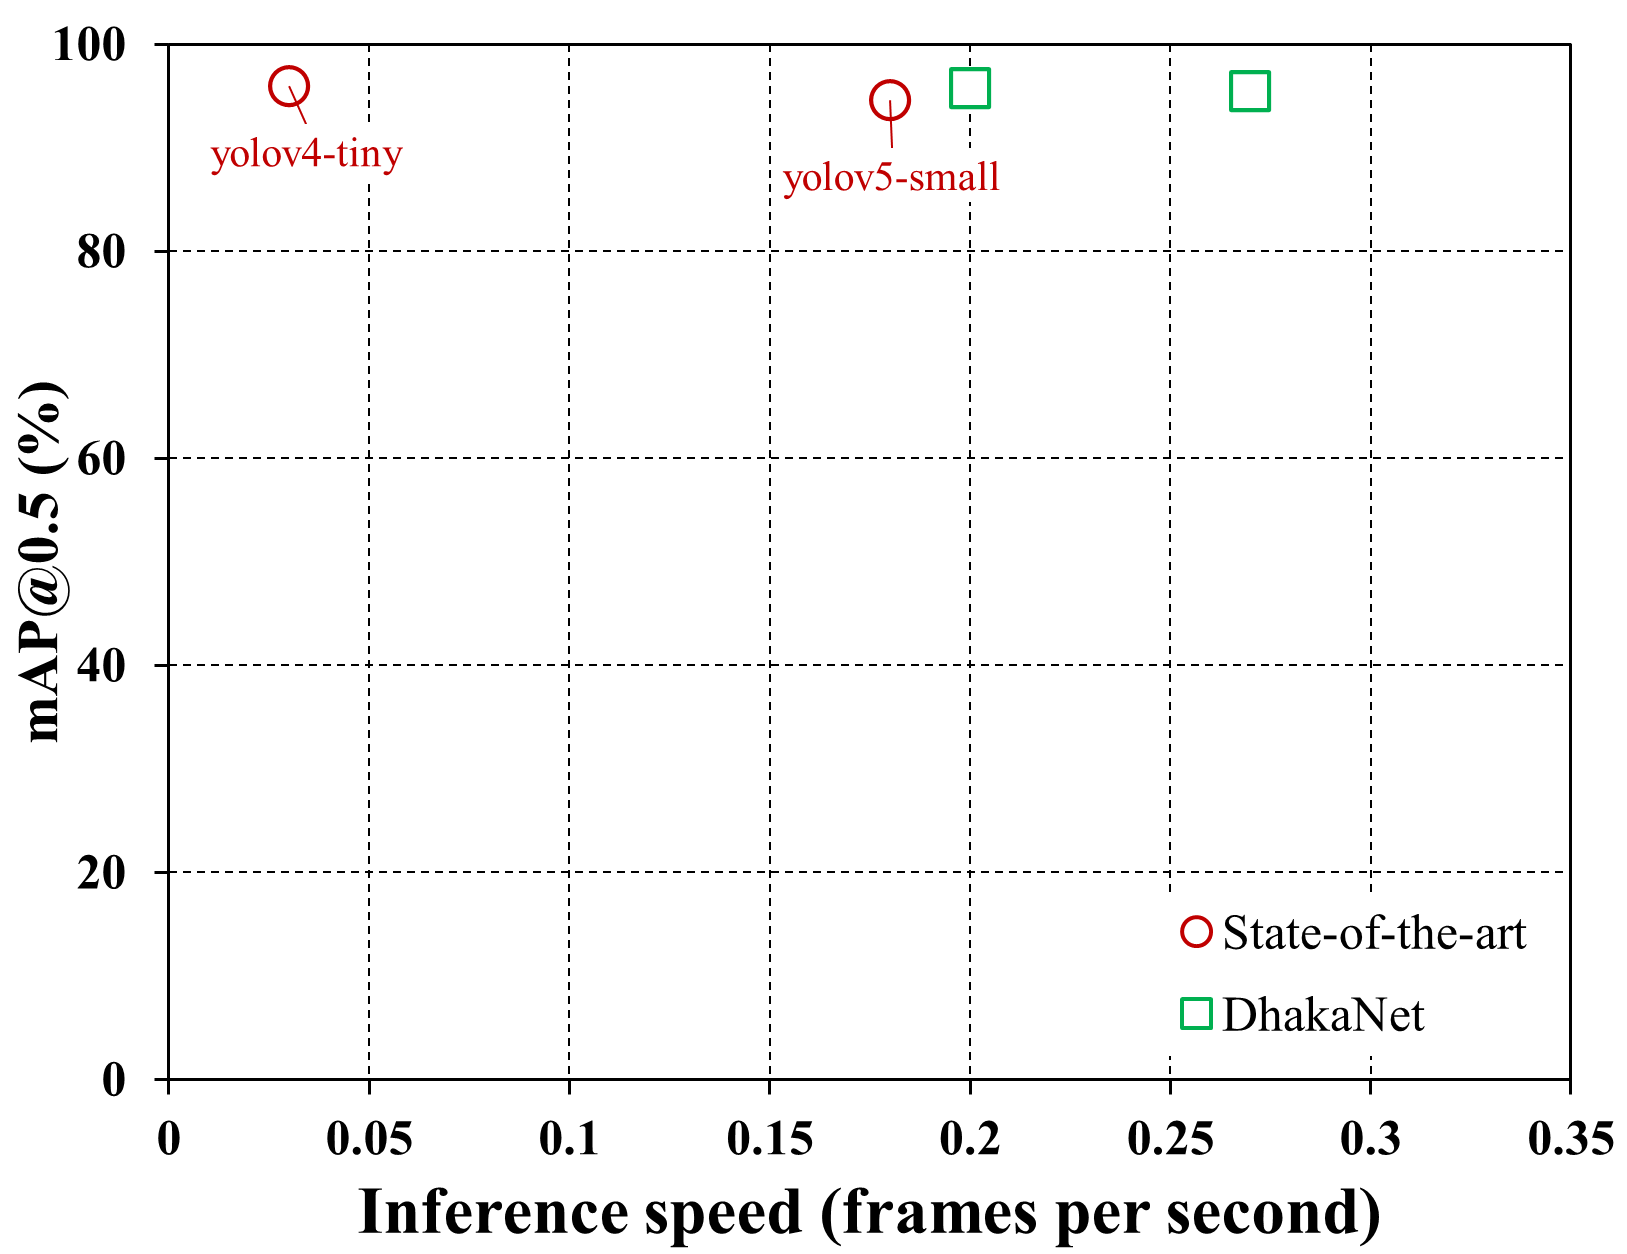 100
80
60
40
20
0
mAP@0.5 (%)
yolov4-tiny
yolov5-small
State-of-the-art
DhakaNet
0 0.05 0.1 0.15 0.2 0.25 0.3 0.35
Inference speed (frames per second)